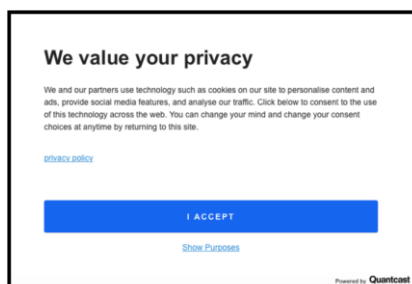 We value your privacy
We and our partners use technology such as cookies on our site to personalise content and
ads, provide social media features, and analyse our traffic. Click below to consent to the use
of this technology across the web. You can change your mind and change your consent
choices at anytime by returning to this site.
privacy policy
I ACCEPT
Show Purposes
Powered by Quantcast